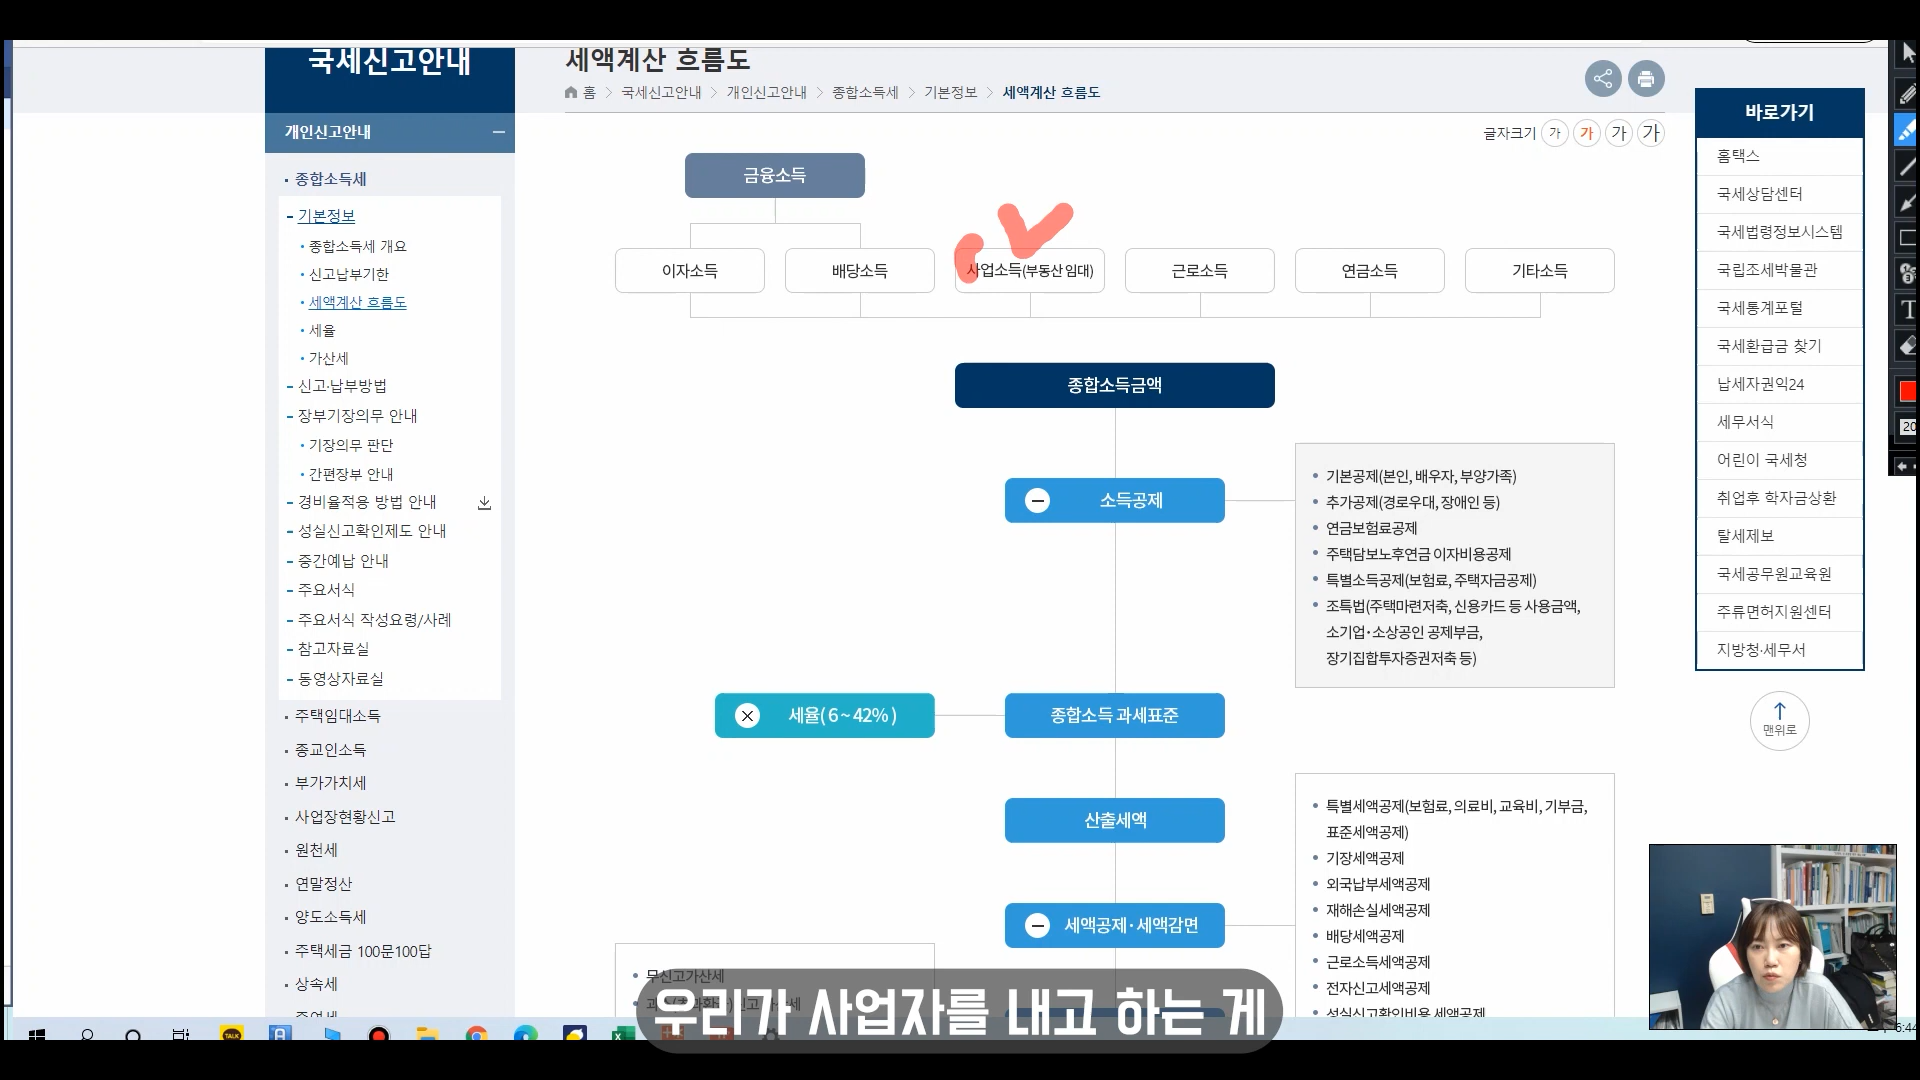 국세신고안내
세액계산 흐름도
홈 > 국세신고안내 > 개인신고안내 > 종합소득세 > 기본정보 > 세액계산 흐름도
글자크기 가 가 가 가
개인신고안내
종합소득세
기본정보
종합소득세 개요
신고납부기한
세액계산 흐름도
세율
가산세
신고·납부방법
장부기장의무 안내
기장의무 판단
간편장부 안내
경비율적용 방법 안내
성실신고확인제도 안내
중간예납 안내
주요서식
주요서식 작성요령/사례
참고자료실
동영상자료실
주택임대소득
종교인소득
부가가치세
사업장현황신고
원천세
연말정산
양도소득세
주택세금 100문100답
상속세
금융소득
이자소득
배당소득
사업소득(부동산 임대)
근로소득
연금소득
기타소득
종합소득금액
소득공제
기본공제(본인, 배우자, 부양가족)
추가공제(경로우대, 장애인 등)
연금보험료공제
주택담보노후연금 이자비용공제
특별소득공제(보험료, 주택자금공제)
조특법(주택마련저축, 신용카드 등 사용금액,
소기업·소상공인 공제부금,
장기집합투자증권저축 등)
세율( 6 ~ 42% )
종합소득 과세표준
산출세액
세액공제·세액감면
특별세액공제(보험료, 의료비, 교육비, 기부금,
표준세액공제)
기장세액공제
외국납부세액공제
재해손실세액공제
배당세액공제
근로소득세액공제
전자신고세액공제
성실신고확인비용 세액공제
무신고가산세
바로가기
홈택스
국세상담센터
국세법령정보시스템
국립조세박물관
국세통계포털
국세환급금 찾기
납세자권익24
세무서식
어린이 국세청
취업후 학자금상환
탈세제보
국세공무원교육원
주류면허지원센터
지방청·세무서
맨위로
20
TALK
우리가 사업자를 내고 하는 게